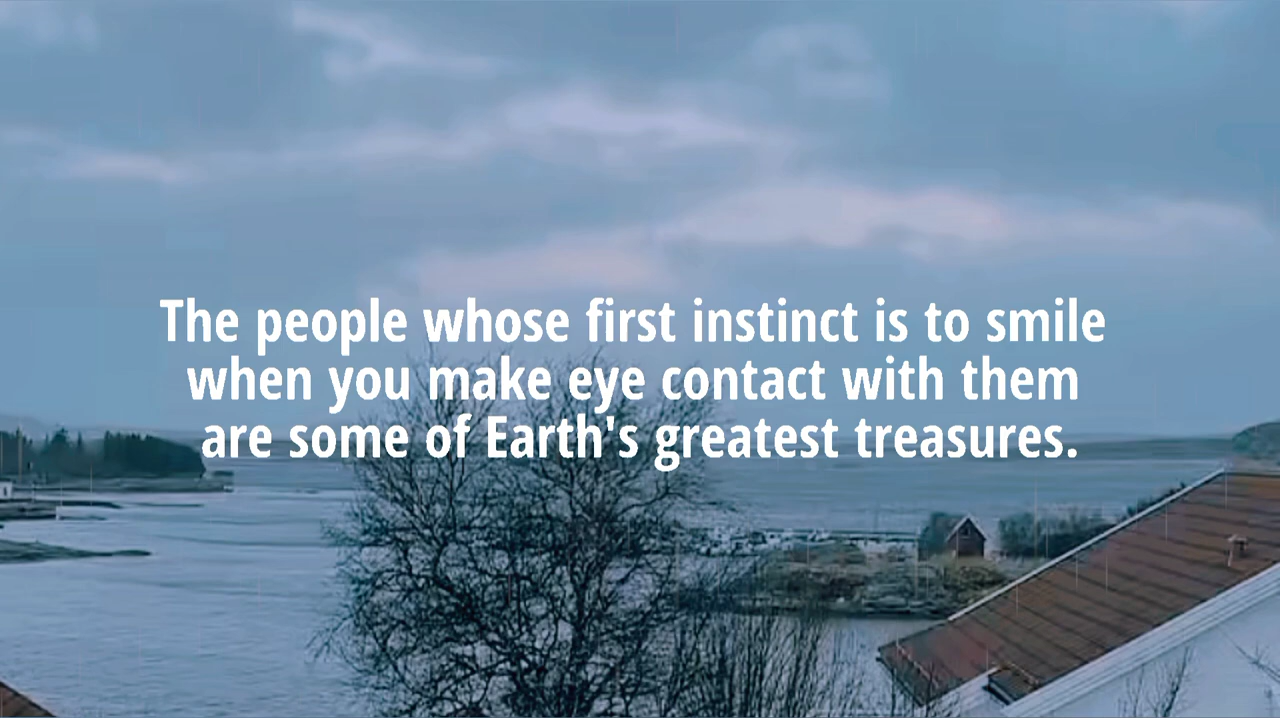 The people whose first instinct is to smile
when you make eye contact with them
are some of Earth's greatest treasures.